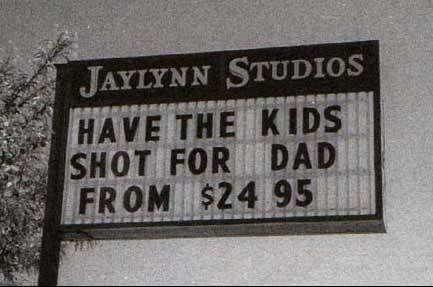 JAYLYNN STUDIOS
HAVE THE KIDS
SHOT FOR DAD
FROM $24 95